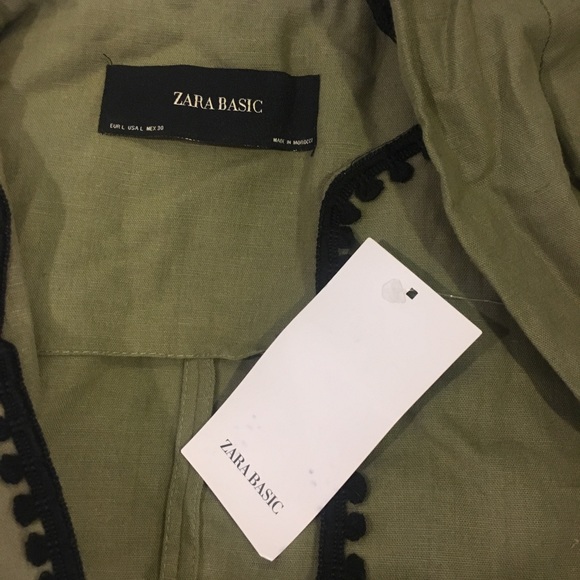 ZARA BASIC
EUR L USA L MEX 30
MADE IN MOROCCO
ZARA BASIC